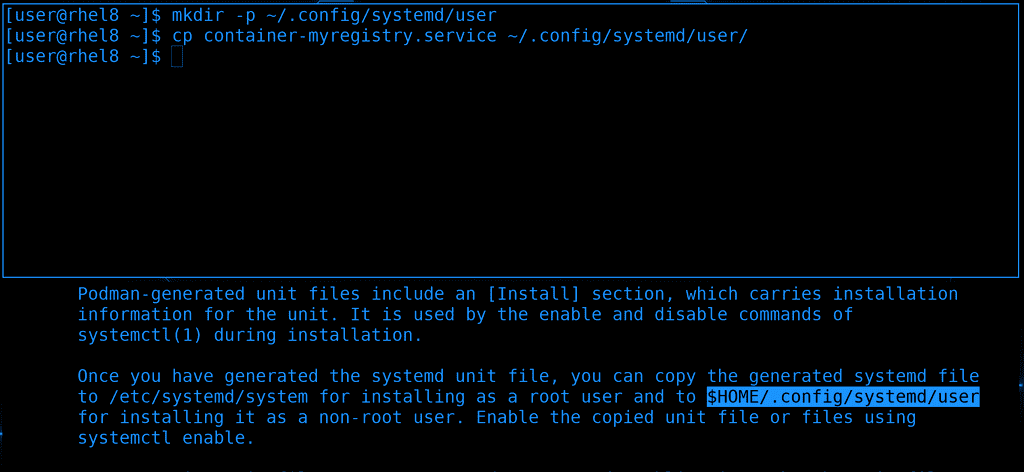 [user@rhel8 ~]$ mkdir -p ~/.config/systemd/user
[user@rhel8 ~]$ cp container-myregistry.service ~/.config/systemd/user/
[user@rhel8 ~]$
Podman-generated unit files include an [Install] section, which carries installation
information for the unit. It is used by the enable and disable commands of
systemctl(1) during installation.
Once you have generated the systemd unit file, you can copy the generated systemd file
to /etc/systemd/system for installing as a root user and to $HOME/.config/systemd/user
for installing it as a non-root user. Enable the copied unit file or files using
systemctl enable.